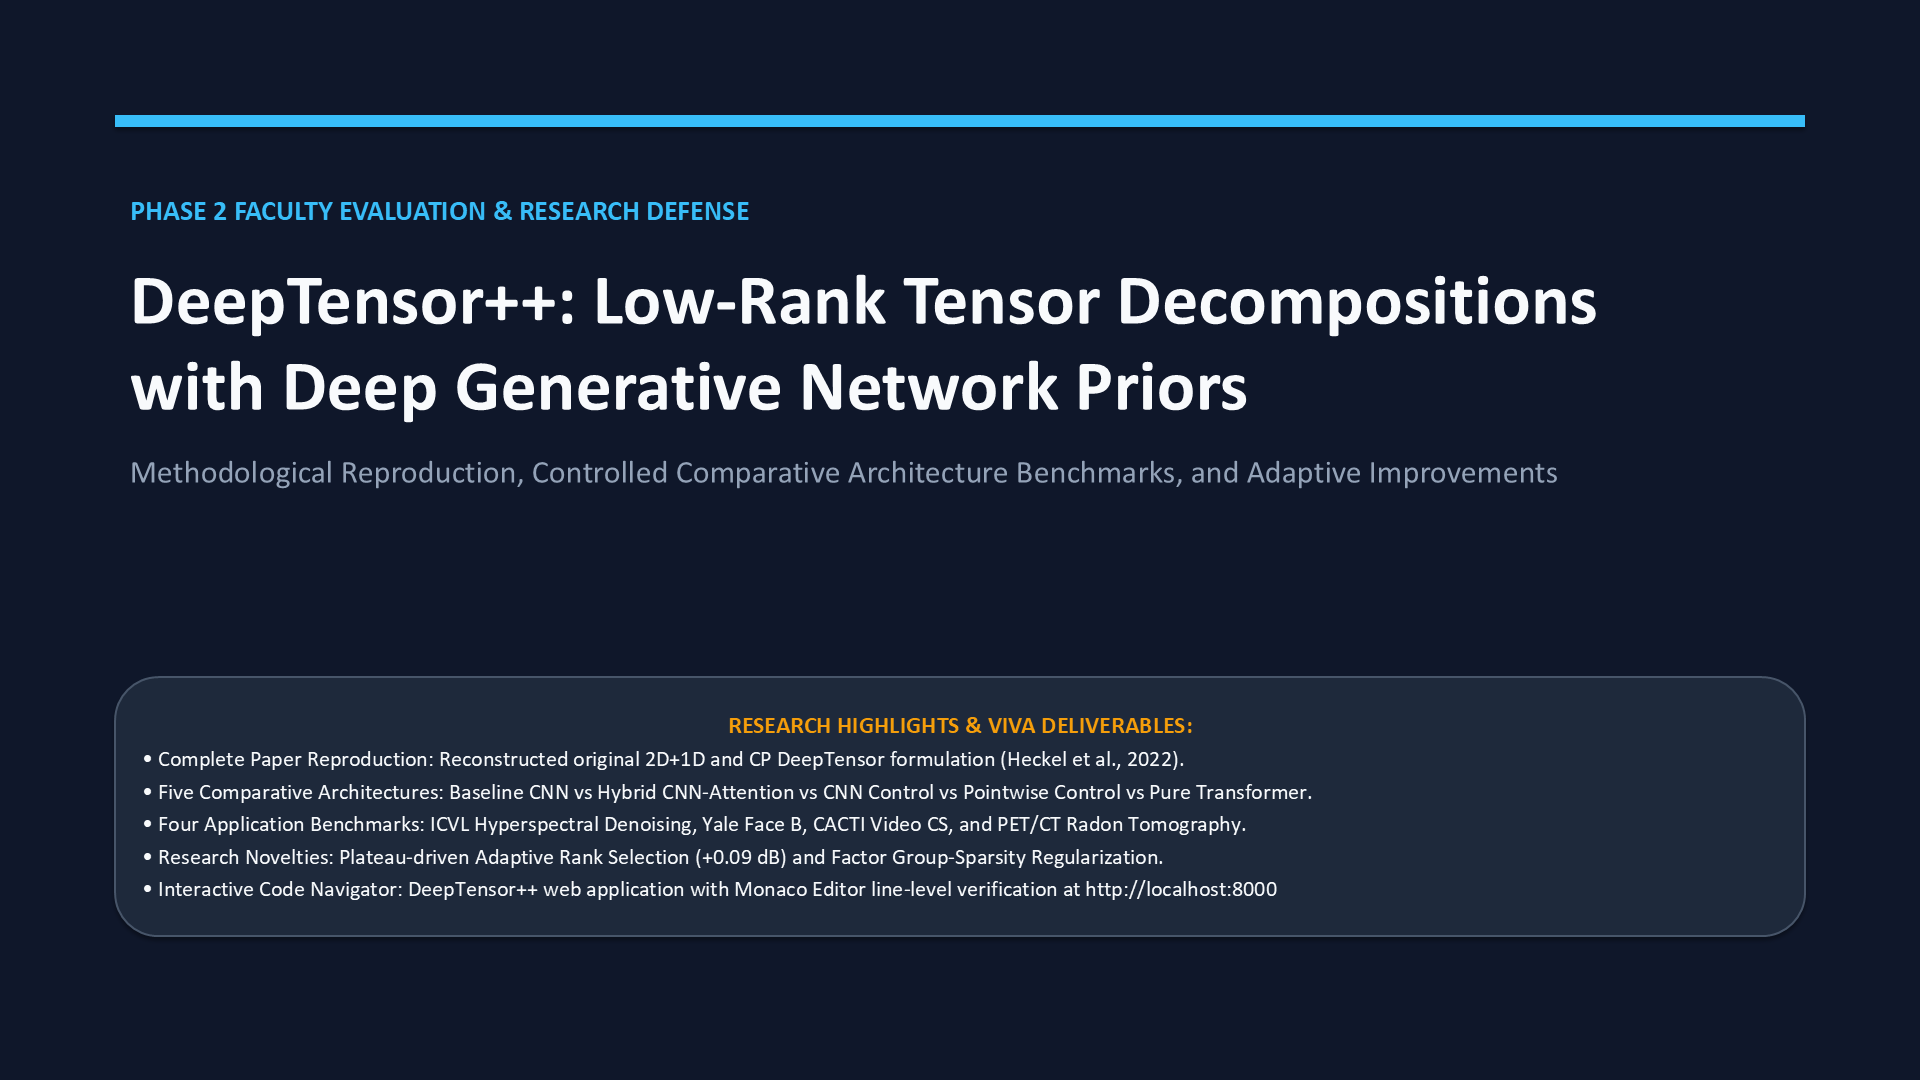 PHASE 2 FACULTY EVALUATION & RESEARCH DEFENSE
DeepTensor++: Low-Rank Tensor Decompositions
with Deep Generative Network Priors
Methodological Reproduction, Controlled Comparative Architecture Benchmarks, and Adaptive Improvements
RESEARCH HIGHLIGHTS & VIVA DELIVERABLES:
• Complete Paper Reproduction: Reconstructed original 2D+1D and CP DeepTensor formulation (Heckel et al., 2022).
• Five Comparative Architectures: Baseline CNN vs Hybrid CNN-Attention vs CNN Control vs Pointwise Control vs Pure Transformer.
• Four Application Benchmarks: ICVL Hyperspectral Denoising, Yale Face B, CACTI Video CS, and PET/CT Radon Tomography.
• Research Novelties: Plateau-driven Adaptive Rank Selection (+0.09 dB) and Factor Group-Sparsity Regularization.
• Interactive Code Navigator: DeepTensor++ web application with Monaco Editor line-level verification at http://localhost:8000